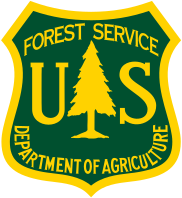 FOREST SERVICE
U S
DEPARTMENT OF AGRICULTURE